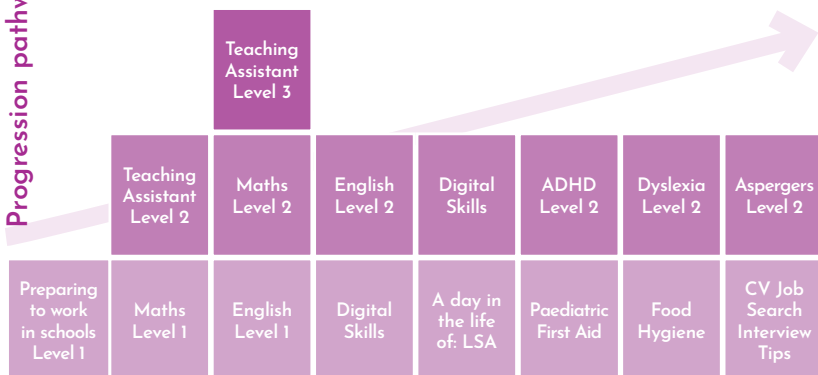 Progression
Teaching
Assistant
Level 3
Teaching
Assistant
Level 2
Maths
Level 2
English
Level 2
Digital
Skills
ADHD
Level 2
Dyslexia
Level 2
Aspergers
Level 2
Preparing
to work
in schools
Level 1
Maths
Level 1
English
Level 1
Digital
Skills
A day in
the life
of: LSA
Paediatric
First Aid
Food
Hygiene
CV Job
Search
Interview
Tips